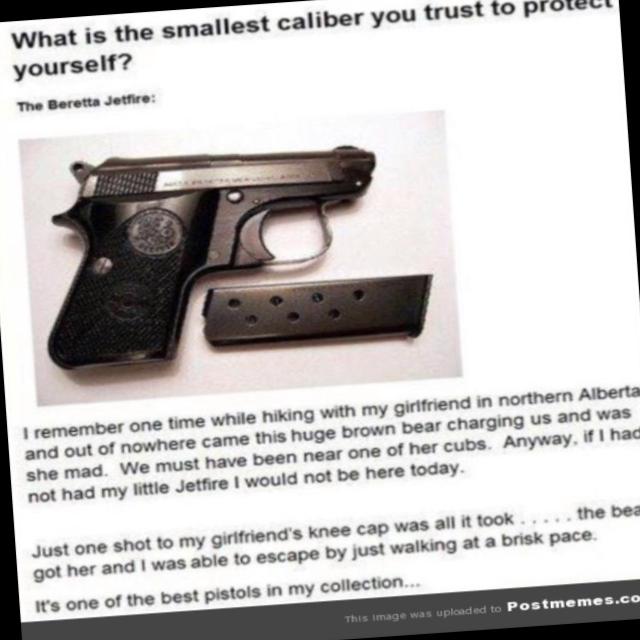 What is the smallest caliber you trust to protect
yourself?
The Beretta Jetfire:
I remember one time while hiking with my girlfriend in northern Alberta
and out of nowhere came this huge brown bear charging us and was
she mad. We must have been near one of her cubs. Anyway, if I had
not had my little Jetfire I would not be here today.
Just one shot to my girlfriend's knee cap was all it took . . . . . the bea
got her and I was able to escape by just walking at a brisk pace.
It's one of the best pistols in my collection...
This image was uploaded to Postmemes.co